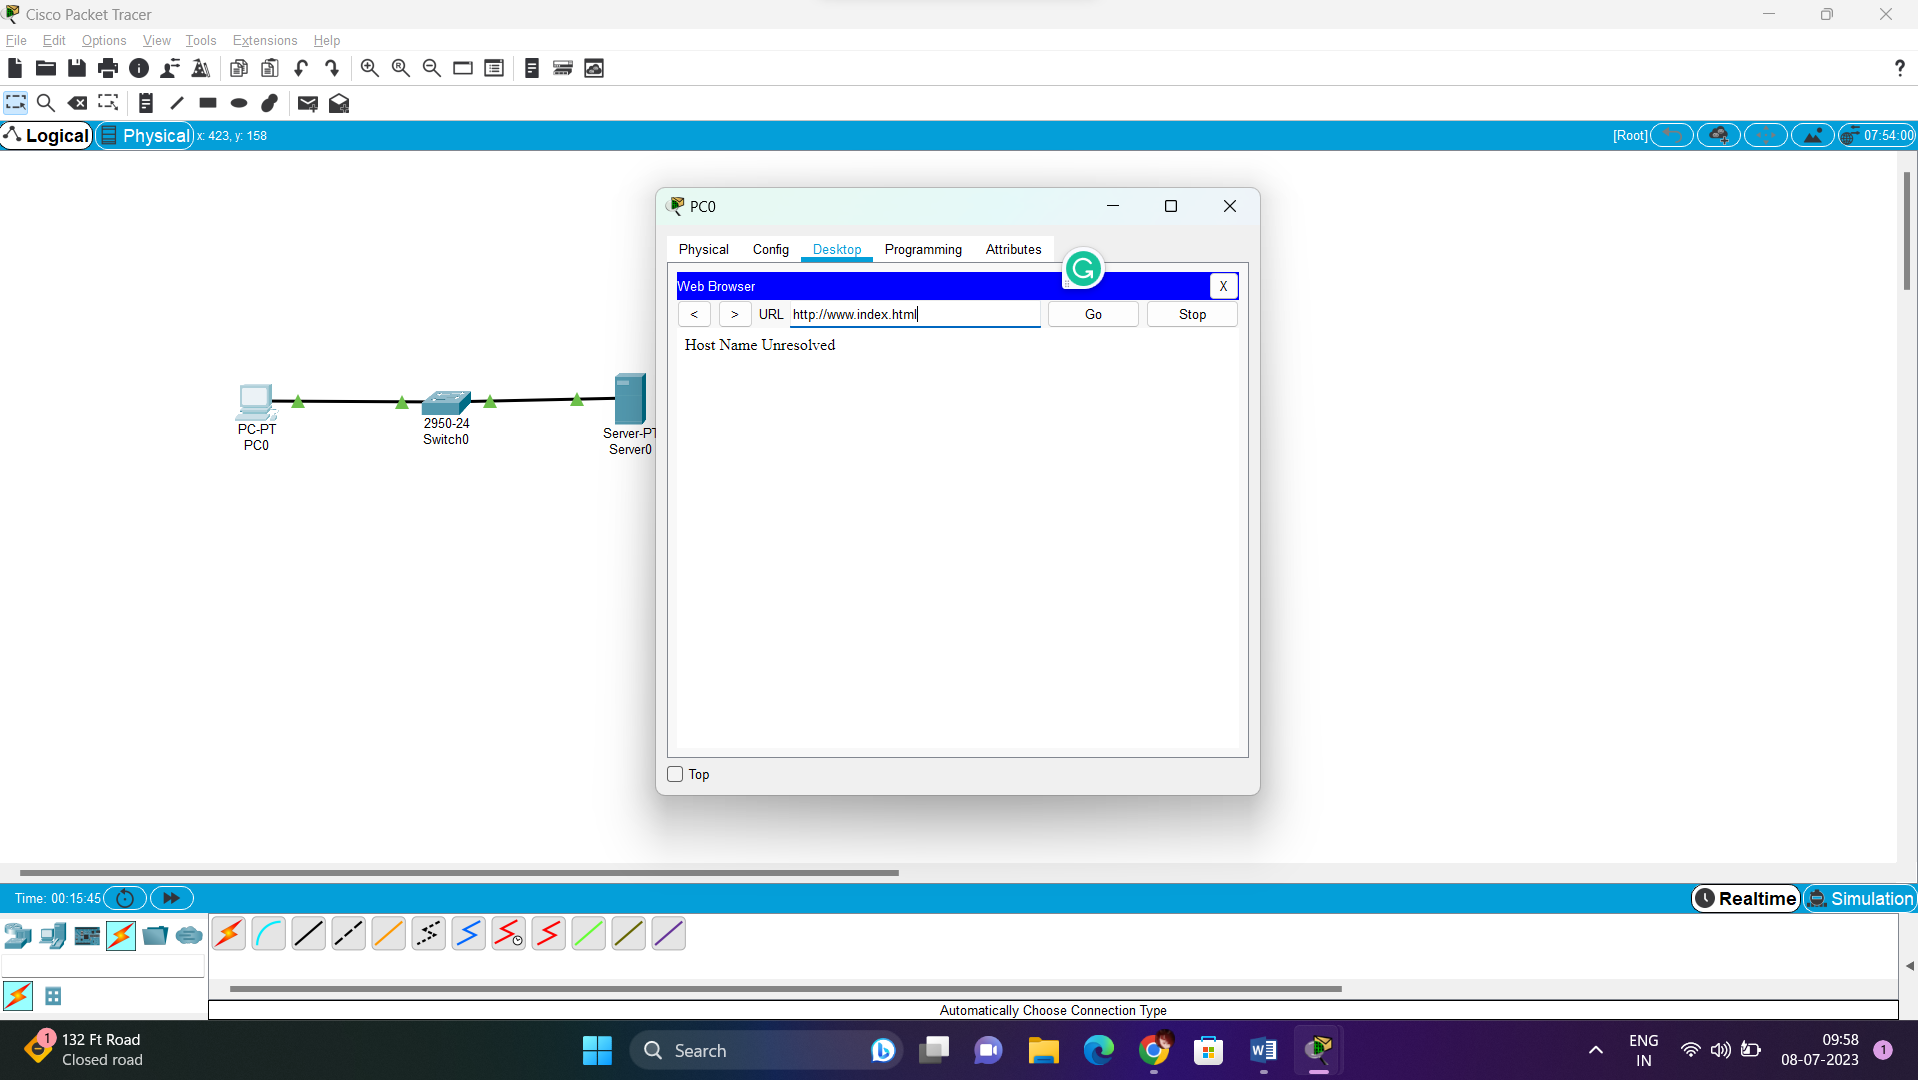 Cisco Packet Tracer
File Edit Options View Tools Extensions Help
?
Logical Physical x: 423, y: 158 [Root] 07:54:00
PC0
Physical Config Desktop Programming Attributes
Web Browser X
< > URL http://www.index.html Go Stop
Host Name Unresolved
PC-PT
PC0
2950-24
Switch0
Server-PT
Server0
Top
Time: 00:15:45 Realtime Simulation
Automatically Choose Connection Type
1 132 Ft Road
Closed road
Search
ENG
IN
09:58
08-07-2023
1